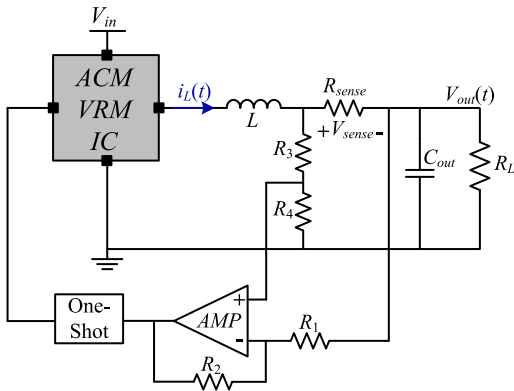 V_in
ACM
VRM
IC
i_L(t)
L
R_sense
+V_sense-
V_out(t)
R_3
R_4
C_out
R_L
One-
Shot
AMP
+
-
R_1
R_2